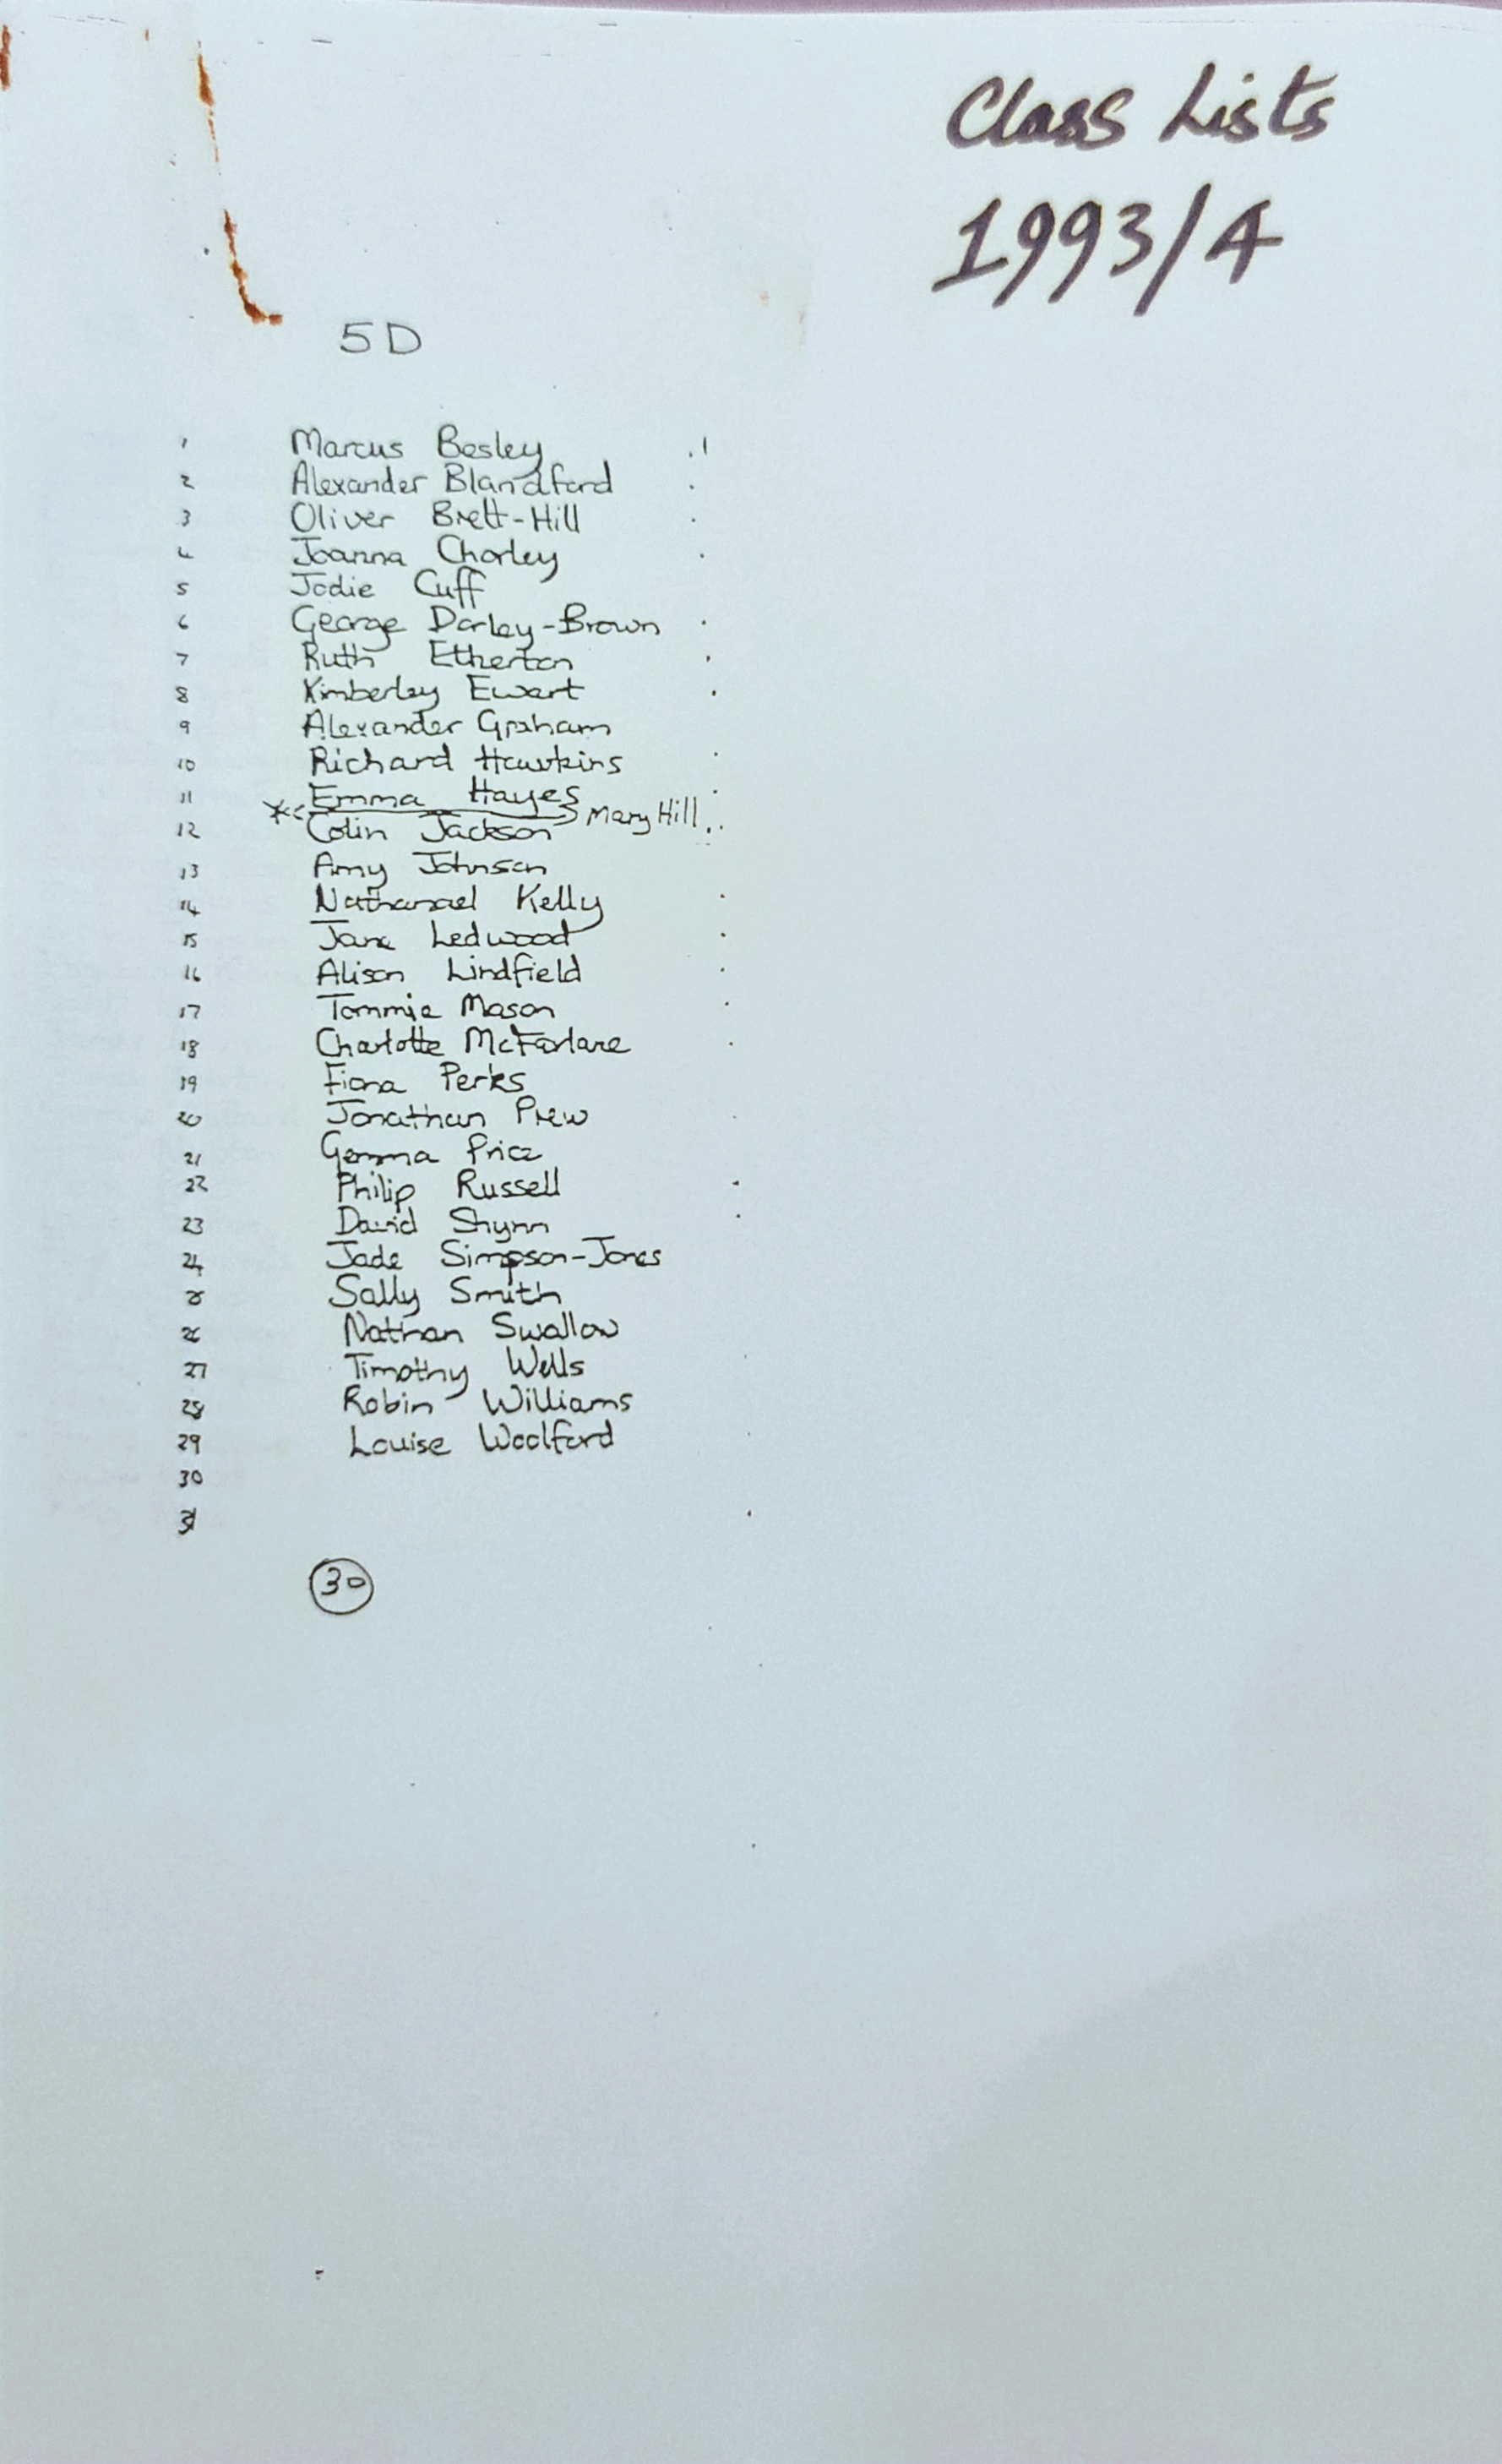 Class Lists
1993/4
5D
1 Marcus Besley
2 Alexander Blandford
3 Oliver Brett-Hill
4 Joanna Chorley
5 Jodie Cuff
6 George Darley-Brown
7 Ruth Etherton
8 Kimberley Ewart
9 Alexander Graham
10 Richard Hawkins
11 Emma Hayes
Mary Hill
12 Colin Jackson
13 Amy Johnson
14 Nathanael Kelly
15 Jane Ledwood
16 Alison Lindfield
17 Tommie Mason
18 Charlotte McFarlane
19 Fiona Perks
20 Jonathan Prew
21 Gemma Price
22 Philip Russell
23 David Shynn
24 Jade Simpson-Jones
Sally Smith
26 Nathan Swallow
27 Timothy Wells
28 Robin Williams
29 Louise Woolford
30
31
30